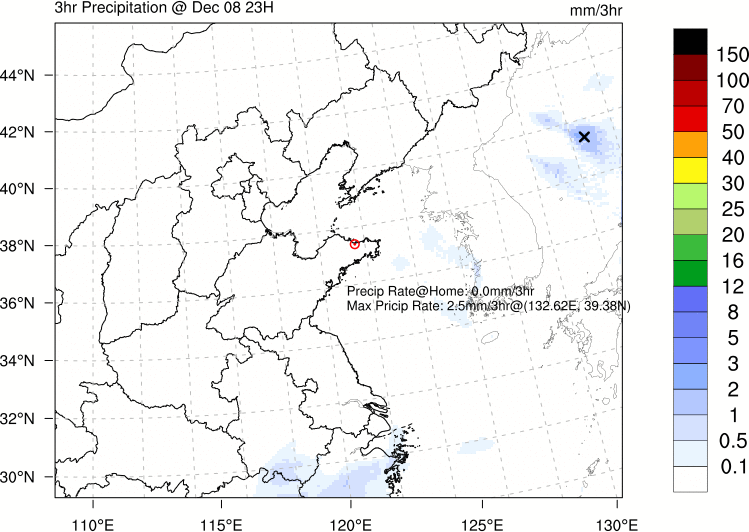 3hr Precipitation @ Dec 08 23H
mm/3hr
44°N
42°N
40°N
38°N
36°N
34°N
32°N
30°N
110°E
115°E
120°E
125°E
130°E
Precip Rate@Home: 0.0mm/3hr
Max Pricip Rate: 2.5mm/3hr@(132.62E, 39.38N)
150
100
70
50
40
30
25
20
16
12
8
5
3
2
1
0.5
0.1